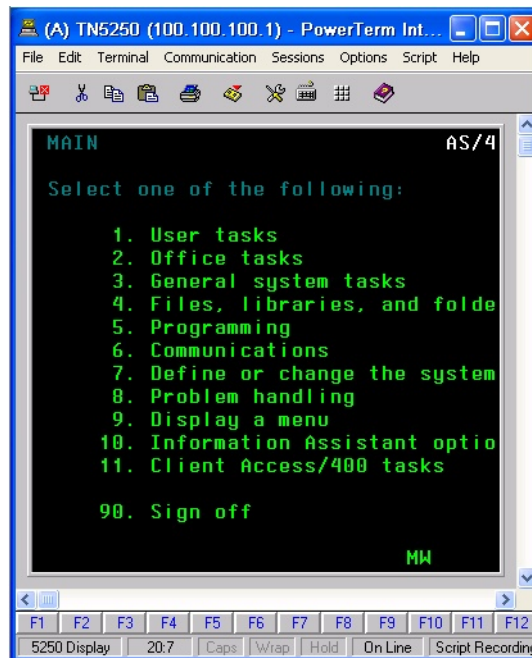 (A) TN5250 (100.100.100.1) - PowerTerm Int...
File Edit Terminal Communication Sessions Options Script Help
MAIN AS/4
Select one of the following:
1. User tasks
2. Office tasks
3. General system tasks
4. Files, libraries, and folde
5. Programming
6. Communications
7. Define or change the system
8. Problem handling
9. Display a menu
10. Information Assistant optio
11. Client Access/400 tasks
90. Sign off
MW
F1 F2 F3 F4 F5 F6 F7 F8 F9 F10 F11 F12
5250 Display 20:7 Caps Wrap Hold On Line Script Recording